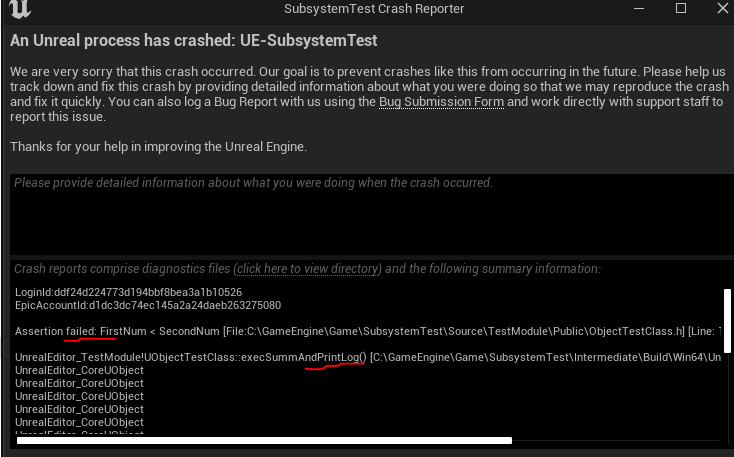 SubsystemTest Crash Reporter
An Unreal process has crashed: UE-SubsystemTest
We are very sorry that this crash occurred. Our goal is to prevent crashes like this from occurring in the future. Please help us
track down and fix this crash by providing detailed information about what you were doing so that we may reproduce the crash
and fix it quickly. You can also log a Bug Report with us using the Bug Submission Form and work directly with support staff to
report this issue.
Thanks for your help in improving the Unreal Engine.
Please provide detailed information about what you were doing when the crash occurred.
Crash reports comprise diagnostics files (click here to view directory) and the following summary information:
LoginId:ddf24d224773d194bbf8bea3a1b10526
EpicAccountId:d1dc3dc74ec145a2a24daeb263275080
Assertion failed: FirstNum < SecondNum [File:C:\GameEngine\Game\SubsystemTest\Source\TestModule\Public\ObjectTestClass.h] [Line: 1
UnrealEditor_TestModule!UObjectTestClass::execSummAndPrintLog() [C:\GameEngine\Game\SubsystemTest\Intermediate\Build\Win64\Un
UnrealEditor_CoreUObject
UnrealEditor_CoreUObject
UnrealEditor_CoreUObject
UnrealEditor_CoreUObject
UnrealEditor_CoreUObject
UnrealEditor_CoreUObject